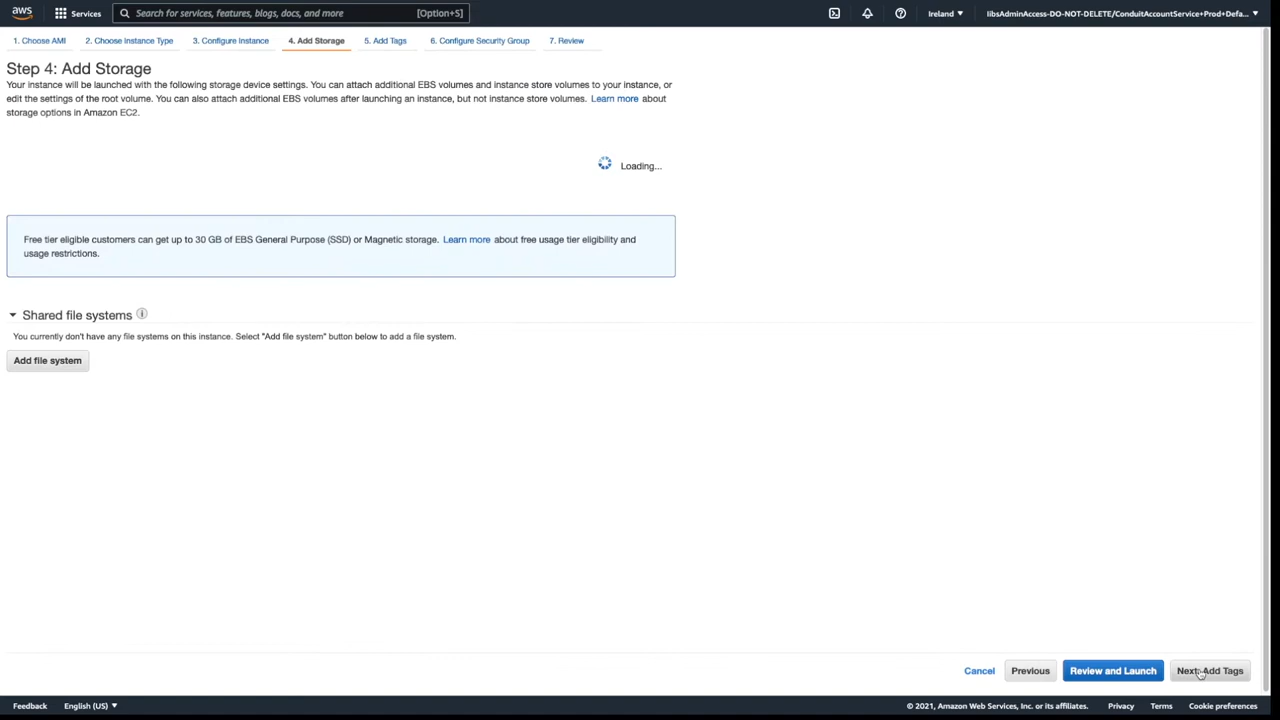 aws Services Search for services, features, blogs, docs, and more [Option+S] Ireland ▼ libsAdminAccess-DO-NOT-DELETE/ConduitAccountService+Prod+Defa... ▼
1. Choose AMI 2. Choose Instance Type 3. Configure Instance 4. Add Storage 5. Add Tags 6. Configure Security Group 7. Review
Step 4: Add Storage
Your instance will be launched with the following storage device settings. You can attach additional EBS volumes and instance store volumes to your instance, or
edit the settings of the root volume. You can also attach additional EBS volumes after launching an instance, but not instance store volumes. Learn more about
storage options in Amazon EC2.
Loading...
Free tier eligible customers can get up to 30 GB of EBS General Purpose (SSD) or Magnetic storage. Learn more about free usage tier eligibility and
usage restrictions.
Shared file systems
You currently don't have any file systems on this instance. Select "Add file system" button below to add a file system.
Add file system
Cancel Previous Review and Launch Next: Add Tags
Feedback English (US) ▼ © 2021, Amazon Web Services, Inc. or its affiliates. Privacy Terms Cookie preferences